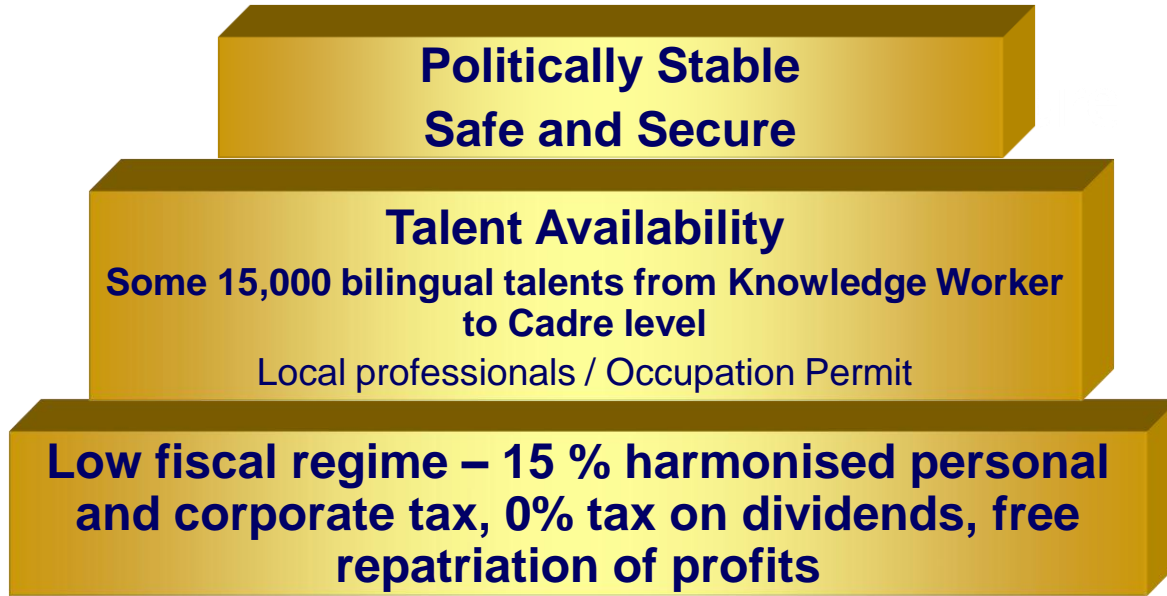 Politically Stable
Safe and Secure
Talent Availability
Some 15,000 bilingual talents from Knowledge Worker
to Cadre level
Local professionals / Occupation Permit
Low fiscal regime – 15 % harmonised personal
and corporate tax, 0% tax on dividends, free
repatriation of profits